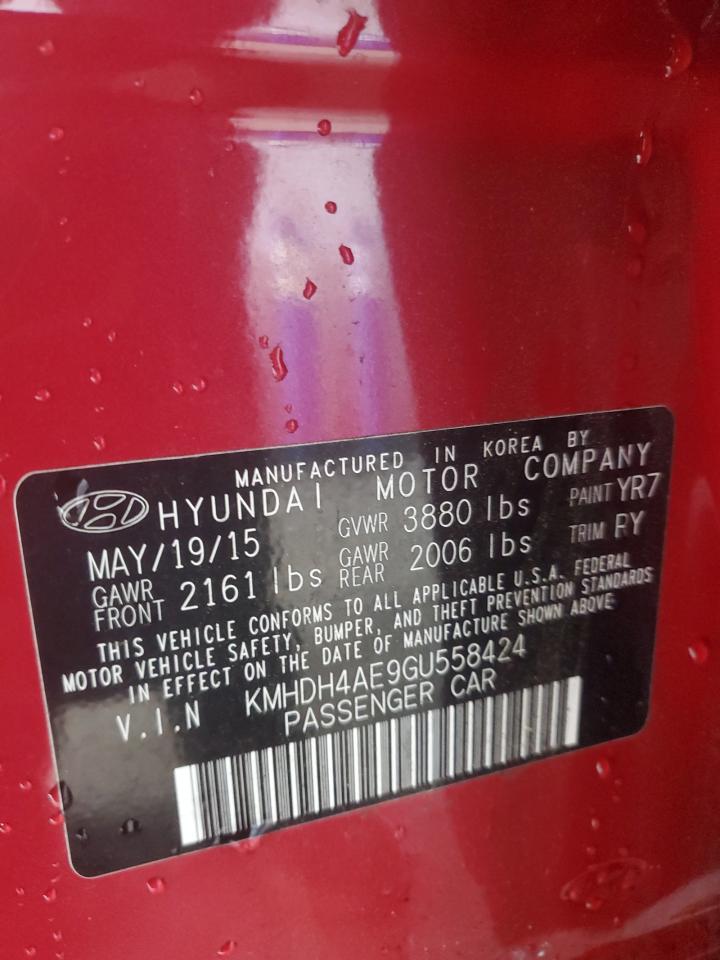 MANUFACTURED IN KOREA BY
HYUNDAI MOTOR COMPANY
MAY/19/15 GVWR 3880 lbs PAINT YR7
GAWR FRONT 2161 lbs GAWR REAR 2006 lbs TRIM PY
THIS VEHICLE CONFORMS TO ALL APPLICABLE U.S.A. FEDERAL
MOTOR VEHICLE SAFETY, BUMPER, AND THEFT PREVENTION STANDARDS
IN EFFECT ON THE DATE OF MANUFACTURE SHOWN ABOVE
V.I.N KMHDH4AE9GU558424
PASSENGER CAR